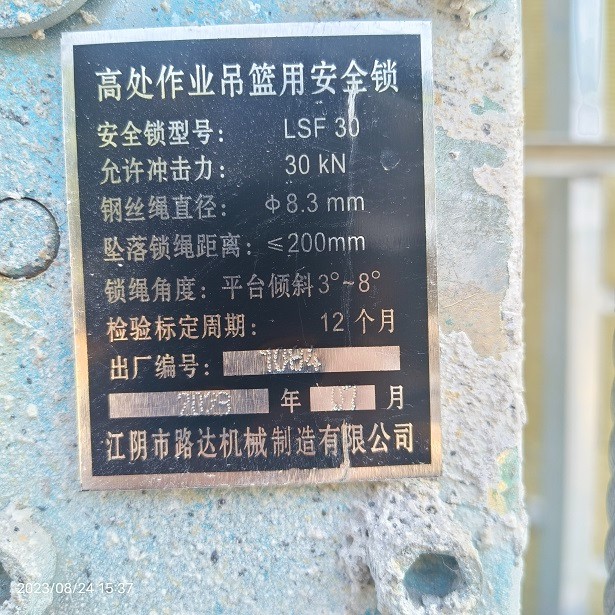 高处作业吊篮用安全锁
安全锁型号: LSF 30
允许冲击力: 30 kN
钢丝绳直径: Φ8.3 mm
坠落锁绳距离: ≤200mm
锁绳角度: 平台倾斜3°~8°
检验标定周期: 12个月
出厂编号:
年 月
江阴市路达机械制造有限公司
2023/08/24 15:37